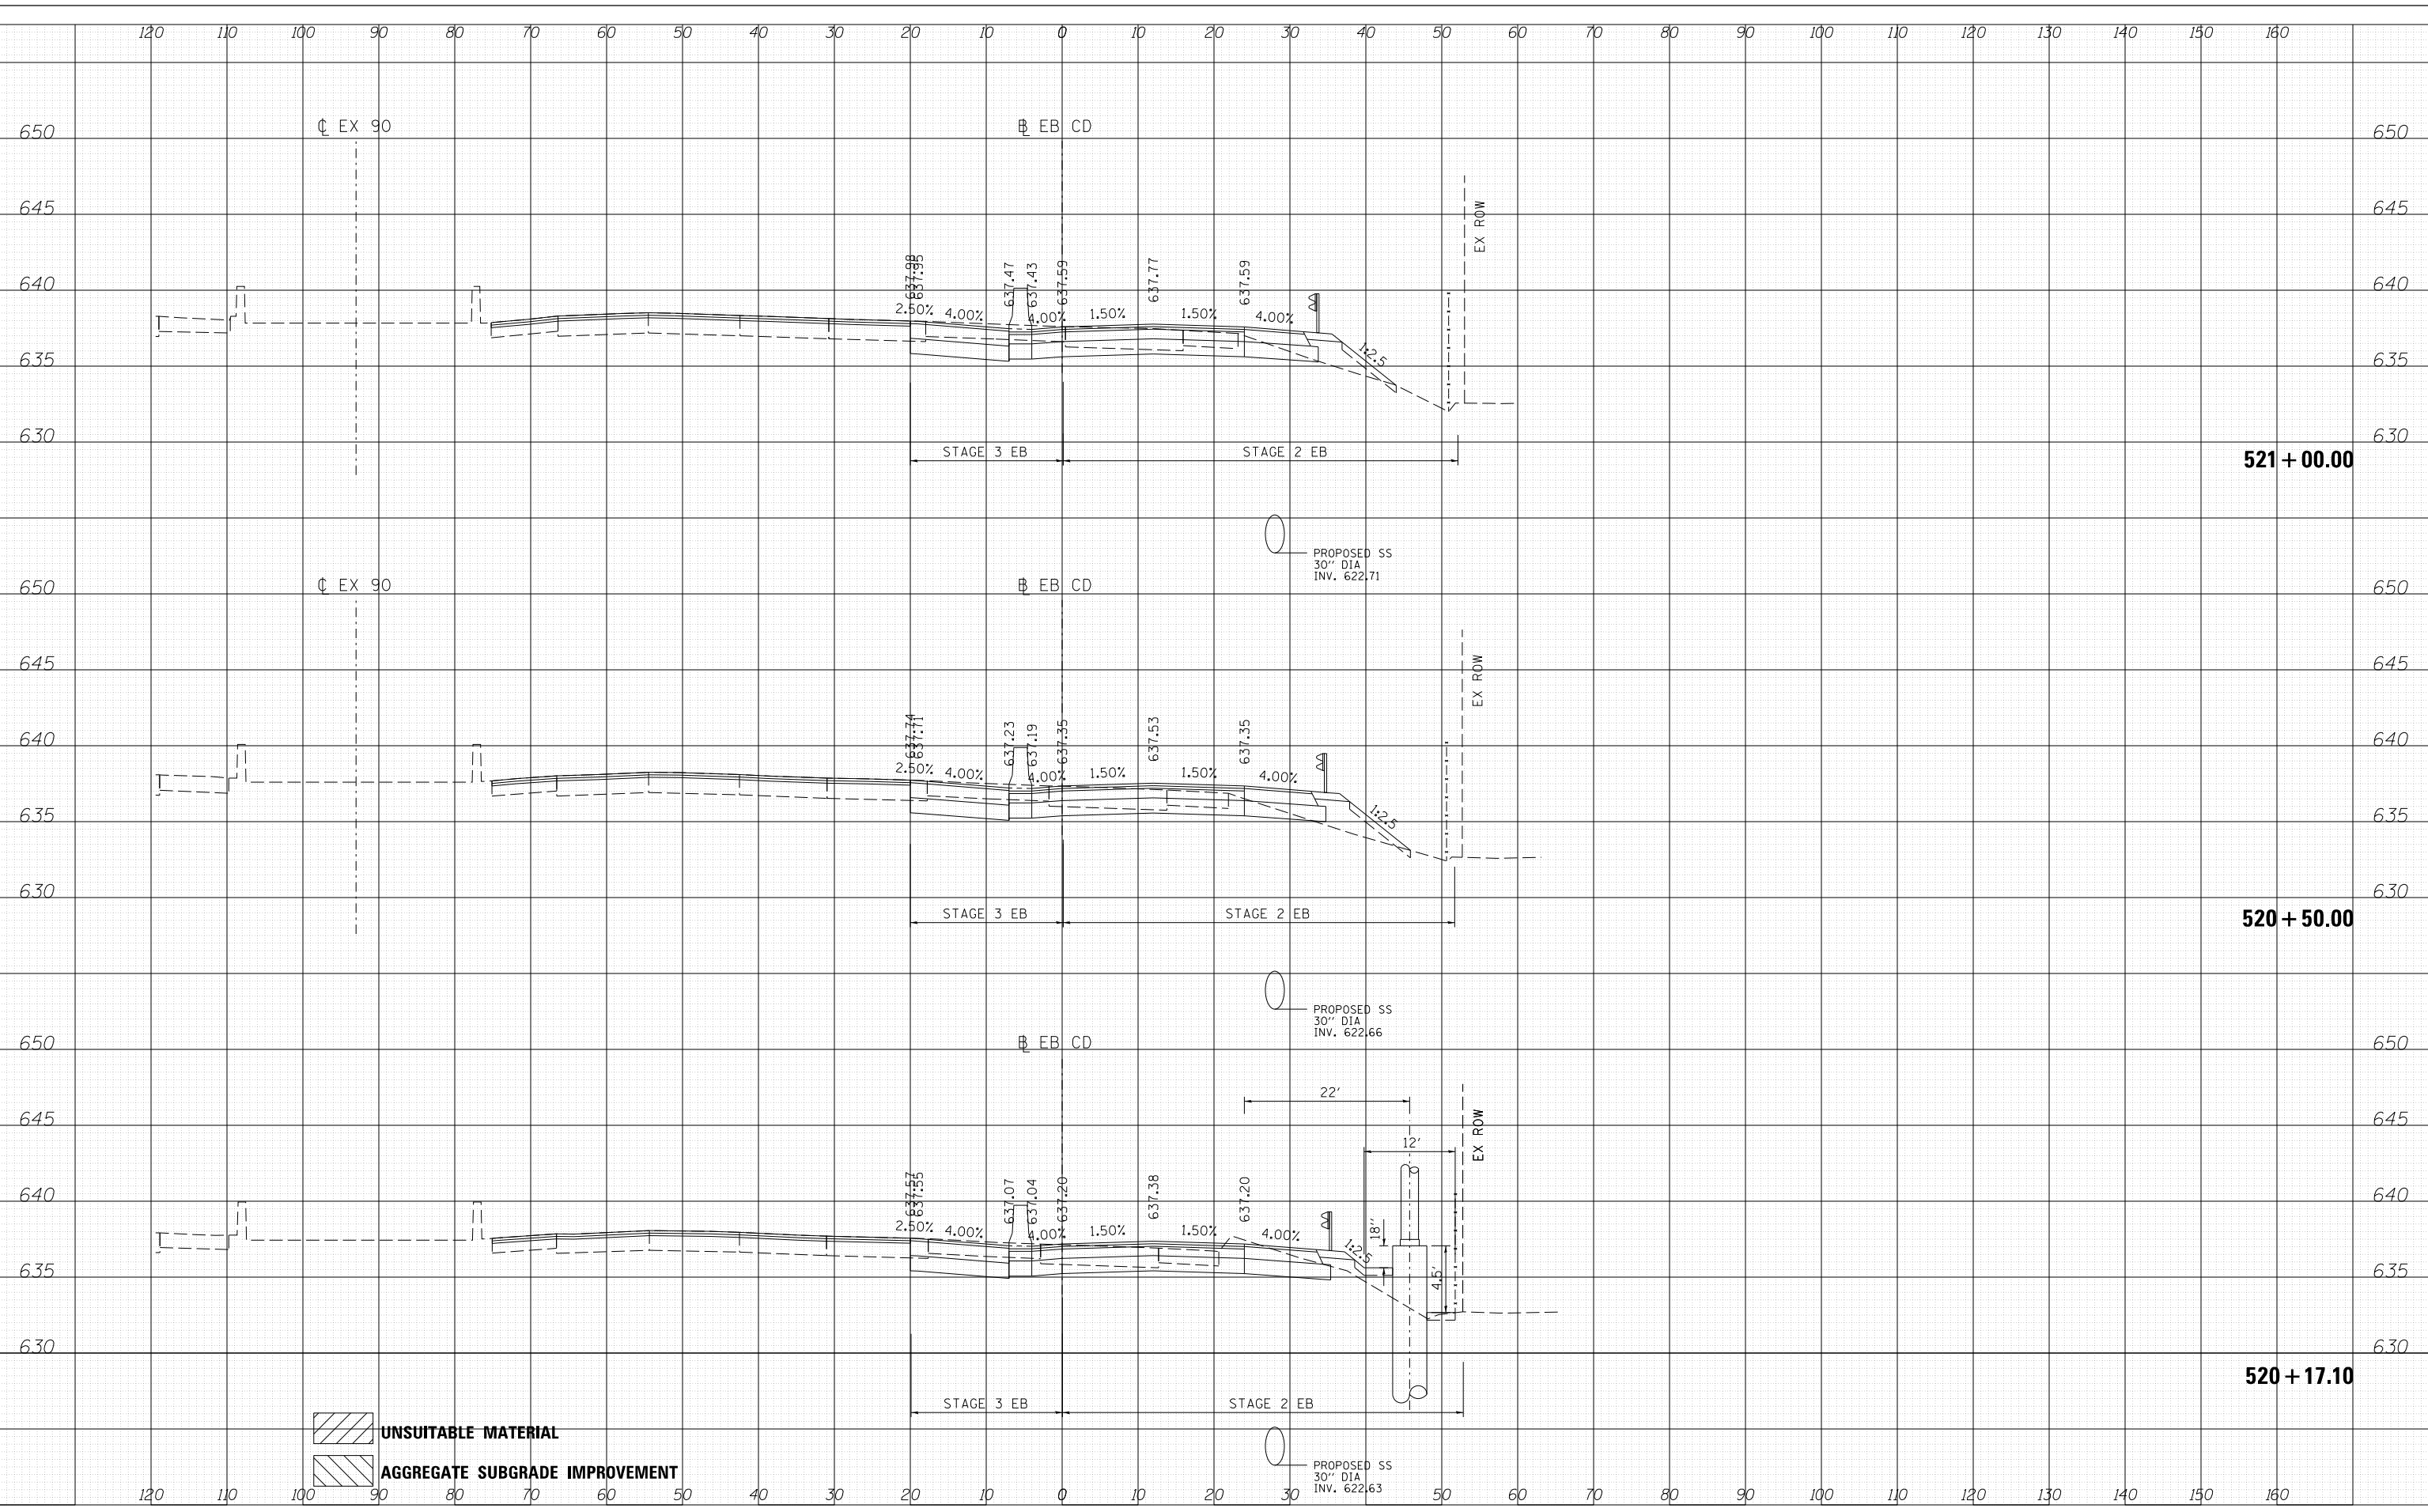 120 110 100 90 80 70 60 50 40 30 20 10 0 10 20 30 40 50 60 70 80 90 100 110 120 130 140 150 160
℄ EX 90
B EB CD
650 650
645 645
EX ROW
640 640
637.98 637.95 637.47 637.43 637.59 637.77 637.59
2.50% 4.00% 4.00% 1.50% 1.50% 4.00%
1:2.5
635 635
630 630
STAGE 3 EB STAGE 2 EB
521+00.00
PROPOSED SS
30" DIA
INV. 622.71
℄ EX 90
B EB CD
650 650
645 645
EX ROW
640 640
637.74 637.71 637.23 637.19 637.35 637.53 637.35
2.50% 4.00% 4.00% 1.50% 1.50% 4.00%
1:2.5
635 635
630 630
STAGE 3 EB STAGE 2 EB
520+50.00
PROPOSED SS
30" DIA
INV. 622.66
B EB CD
650 650
22'
645 645
EX ROW
12'
640 640
637.57 637.55 637.07 637.04 637.20 637.38 637.20
2.50% 4.00% 4.00% 1.50% 1.50% 4.00%
18"
1:2.5
4.5'
635 635
630 630
520+17.10
STAGE 3 EB STAGE 2 EB
UNSUITABLE MATERIAL
AGGREGATE SUBGRADE IMPROVEMENT
PROPOSED SS
30" DIA
INV. 622.63
120 110 100 90 80 70 60 50 40 30 20 10 0 10 20 30 40 50 60 70 80 90 100 110 120 130 140 150 160